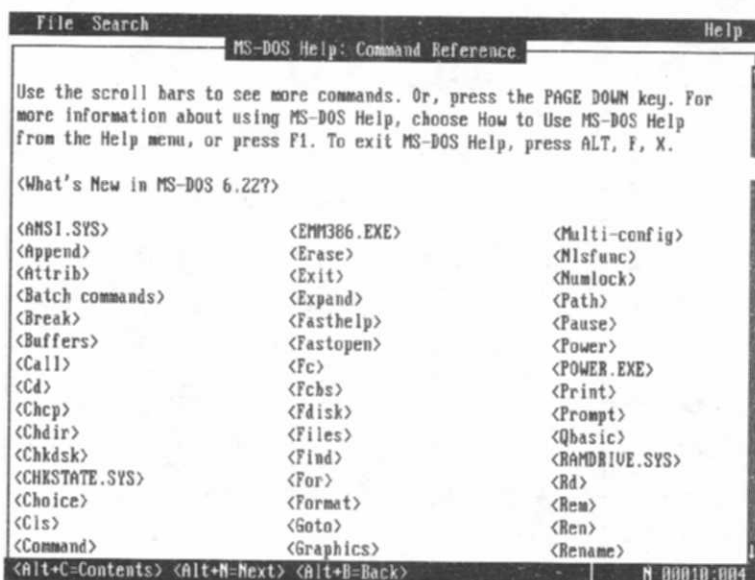 File Search Help
MS-DOS Help: Command Reference
Use the scroll bars to see more commands. Or, press the PAGE DOWN key. For
more information about using MS-DOS Help, choose How to Use MS-DOS Help
from the Help menu, or press F1. To exit MS-DOS Help, press ALT, F, X.
<What's New in MS-DOS 6.22?>
<ANSI.SYS> <EMM386.EXE> <Multi-config>
<Append> <Erase> <Nlsfunc>
<Attrib> <Exit> <Numlock>
<Batch commands> <Expand> <Path>
<Break> <Fasthelp> <Pause>
<Buffers> <Fastopen> <Power>
<Call> <Fc> <POWER.EXE>
<Cd> <Fcbs> <Print>
<Chcp> <Fdisk> <Prompt>
<Chdir> <Files> <Qbasic>
<Chkdsk> <Find> <RAMDRIVE.SYS>
<CHKSTATE.SYS> <For> <Rd>
<Choice> <Format> <Rem>
<Cls> <Goto> <Ren>
<Command> <Graphics> <Rename>
<Alt+C=Contents> <Alt+N=Next> <Alt+B=Back> N 00010:004